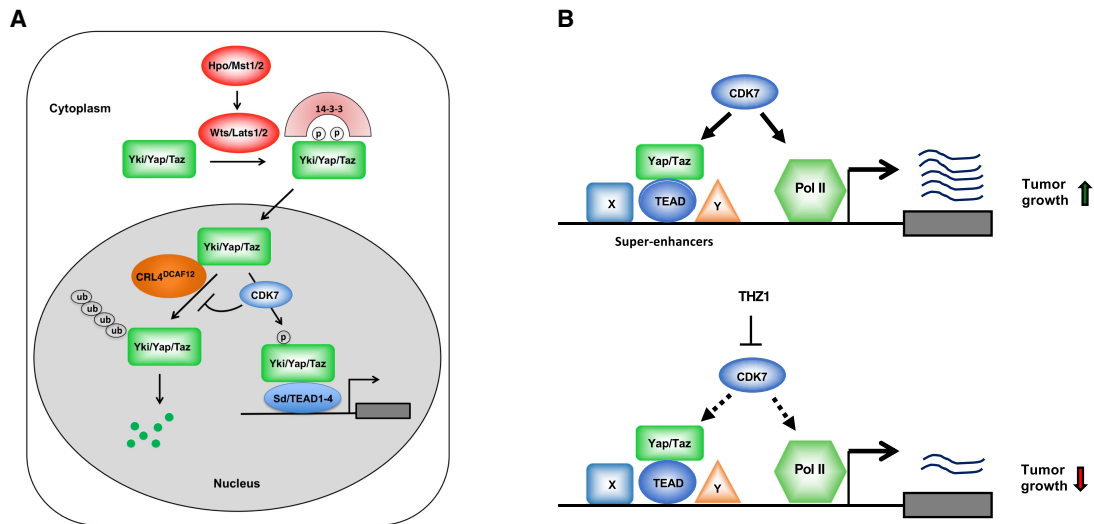 A
Cytoplasm
Hpo/Mst1/2
Wts/Lats1/2
14-3-3
p p
Yki/Yap/Taz
Yki/Yap/Taz
Yki/Yap/Taz
CRL4DCAF12
CDK7
ub
ub
ub
ub
Yki/Yap/Taz
p
Yki/Yap/Taz
Sd/TEAD1-4
Nucleus
B
CDK7
Yap/Taz
X
TEAD
Y
Pol II
Super-enhancers
Tumor
growth
THZ1
CDK7
Yap/Taz
X
TEAD
Y
Pol II
Tumor
growth